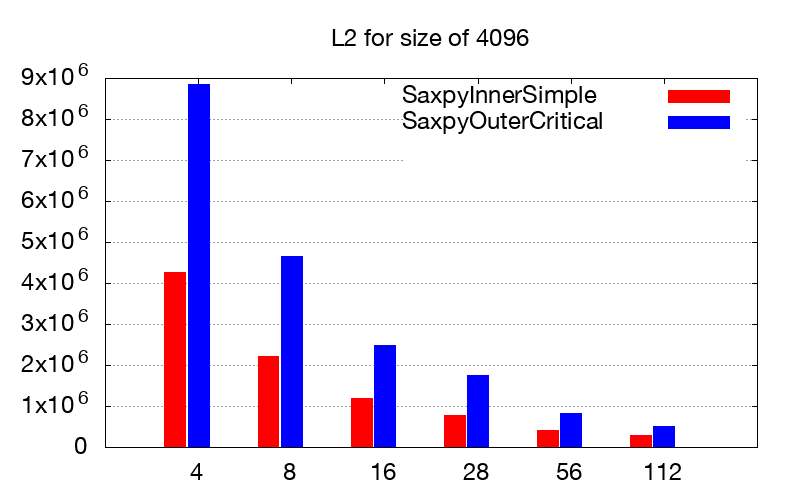 L2 for size of 4096
9x10^6
8x10^6
7x10^6
6x10^6
5x10^6
4x10^6
3x10^6
2x10^6
1x10^6
0
SaxpyInnerSimple
SaxpyOuterCritical
4 8 16 28 56 112